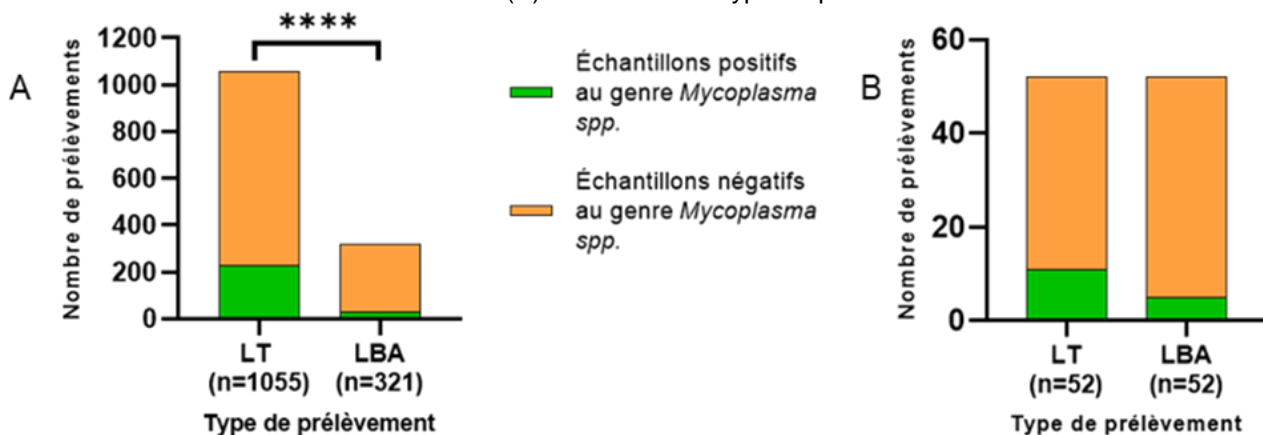 A
Nombre de prélèvements
1200
1000
800
600
400
200
0
****
LT
(n=1055)
LBA
(n=321)
Type de prélèvement
Échantillons positifs
au genre Mycoplasma
spp.
Échantillons négatifs
au genre Mycoplasma
spp.
B
Nombre de prélèvements
60
40
20
0
LT
(n=52)
LBA
(n=52)
Type de prélèvement